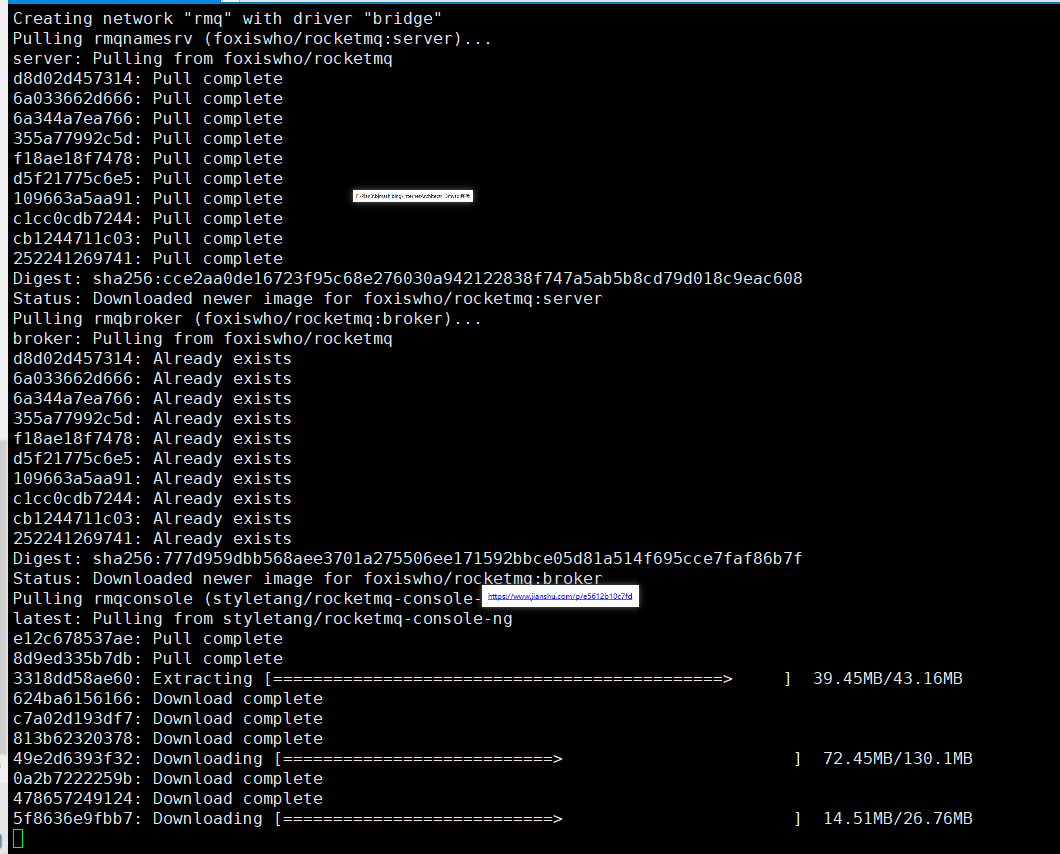 Creating network "rmq" with driver "bridge"
Pulling rmqnamesrv (foxiswho/rocketmq:server)...
server: Pulling from foxiswho/rocketmq
d8d02d457314: Pull complete
6a033662d666: Pull complete
6a344a7ea766: Pull complete
355a77992c5d: Pull complete
f18ae18f7478: Pull complete
d5f21775c6e5: Pull complete
109663a5aa91: Pull complete
c1cc0cdb7244: Pull complete
cb1244711c03: Pull complete
252241269741: Pull complete
Digest: sha256:cce2aa0de16723f95c68e276030a942122838f747a5ab5b8cd79d018c9eac608
Status: Downloaded newer image for foxiswho/rocketmq:server
Pulling rmqbroker (foxiswho/rocketmq:broker)...
broker: Pulling from foxiswho/rocketmq
d8d02d457314: Already exists
6a033662d666: Already exists
6a344a7ea766: Already exists
355a77992c5d: Already exists
f18ae18f7478: Already exists
d5f21775c6e5: Already exists
109663a5aa91: Already exists
c1cc0cdb7244: Already exists
cb1244711c03: Already exists
252241269741: Already exists
Digest: sha256:777d959dbb568aee3701a275506ee171592bbce05d81a514f695cce7faf86b7f
Status: Downloaded newer image for foxiswho/rocketmq:broker
Pulling rmqconsole (styletang/rocketmq-console- https://www.jianshu.com/p/e5612b10c7fd
latest: Pulling from styletang/rocketmq-console-ng
e12c678537ae: Pull complete
8d9ed335b7db: Pull complete
3318dd58ae60: Extracting [=============================================>     ]  39.45MB/43.16MB
624ba6156166: Download complete
c7a02d193df7: Download complete
813b62320378: Download complete
49e2d6393f32: Downloading [===========================>                       ]  72.45MB/130.1MB
0a2b7222259b: Download complete
478657249124: Download complete
5f8636e9fbb7: Downloading [===========================>                       ]  14.51MB/26.76MB